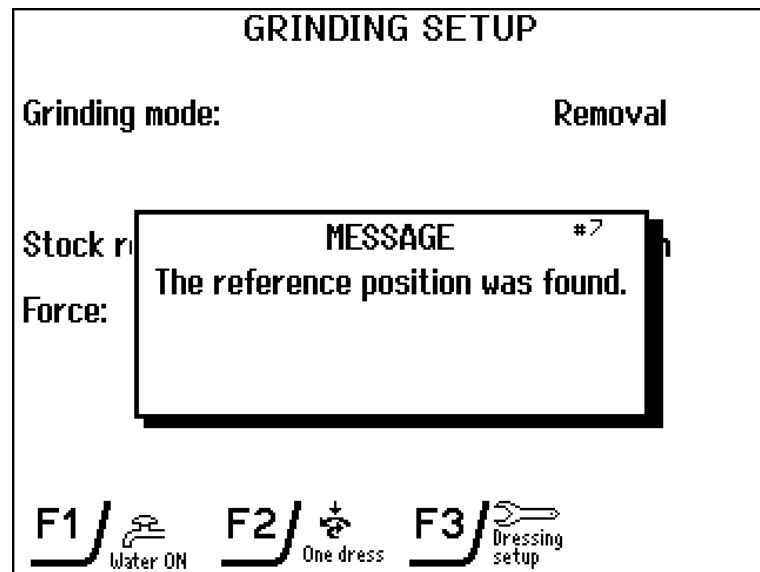 GRINDING SETUP
Grinding mode: Removal
MESSAGE #7
Stock
The reference position was found.
Force:
F1 Water ON
F2 One dress
F3 Dressing setup